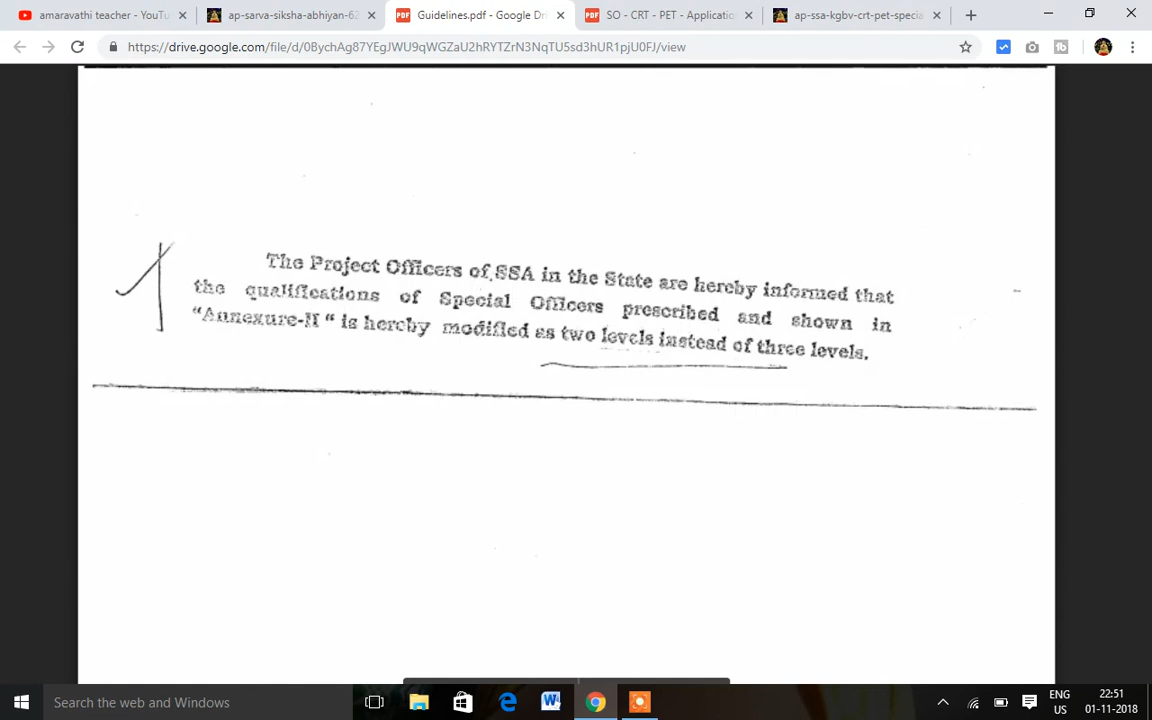 amaravathi teacher - YouTu
ap-sarva-siksha-abhiyan-62
Guidelines.pdf - Google Dr
SO - CRT - PET - Applicatio
ap-ssa-kgbv-crt-pet-specia
https://drive.google.com/file/d/0BychAg87YEgJWU9qWGZaU2hRYTZrN3NqTU5sd3hUR1pjU0FJ/view
The Project Officers of SSA in the State are hereby informed that
the qualifications of Special Officers prescribed and shown in
"Annexure-II " is hereby modified as two levels instead of three levels.
Search the web and Windows
ENG
US
22:51
01-11-2018